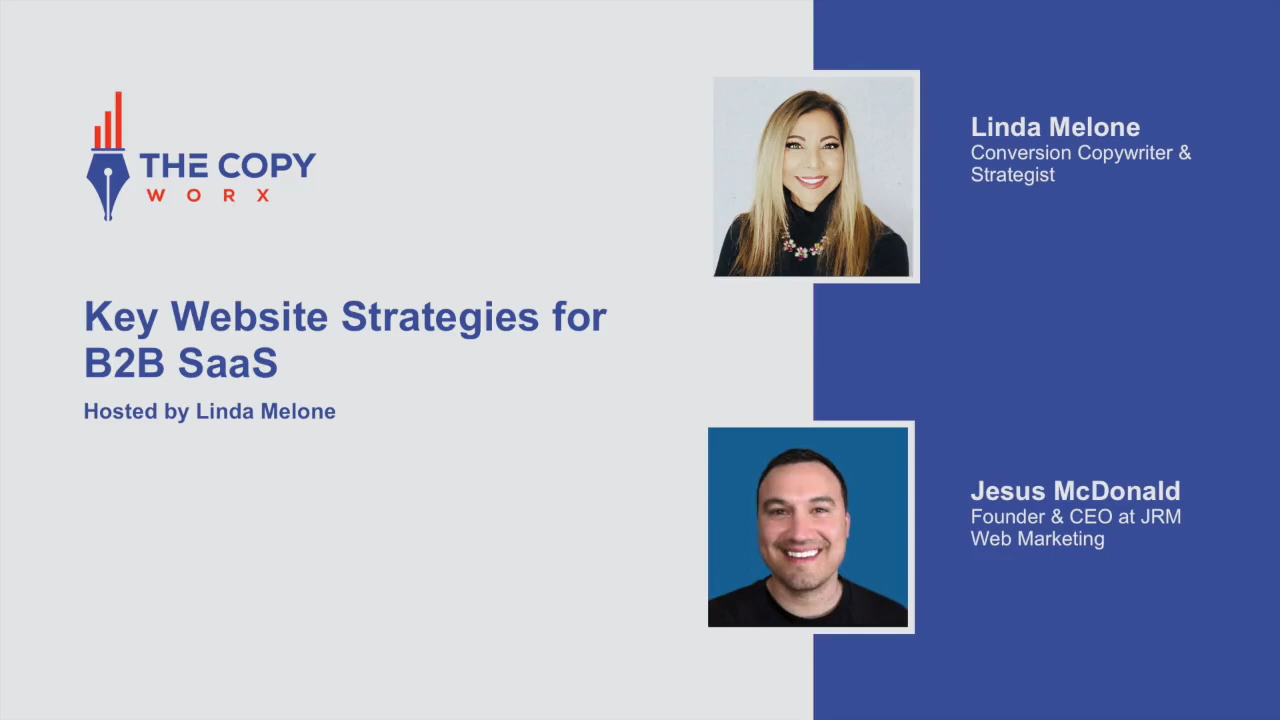 THE COPY
WORX
Key Website Strategies for
B2B SaaS
Hosted by Linda Melone
Linda Melone
Conversion Copywriter &
Strategist
Jesus McDonald
Founder & CEO at JRM
Web Marketing